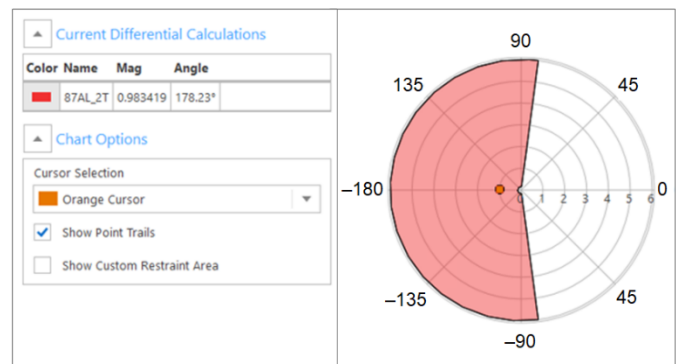 Current Differential Calculations
Color Name Mag Angle
87AL_2T 0.983419 178.23°
Chart Options
Cursor Selection
Orange Cursor
Show Point Trails
Show Custom Restraint Area
90
135 45
–180 0
0 1 2 3 4 5 6
–135 45
–90